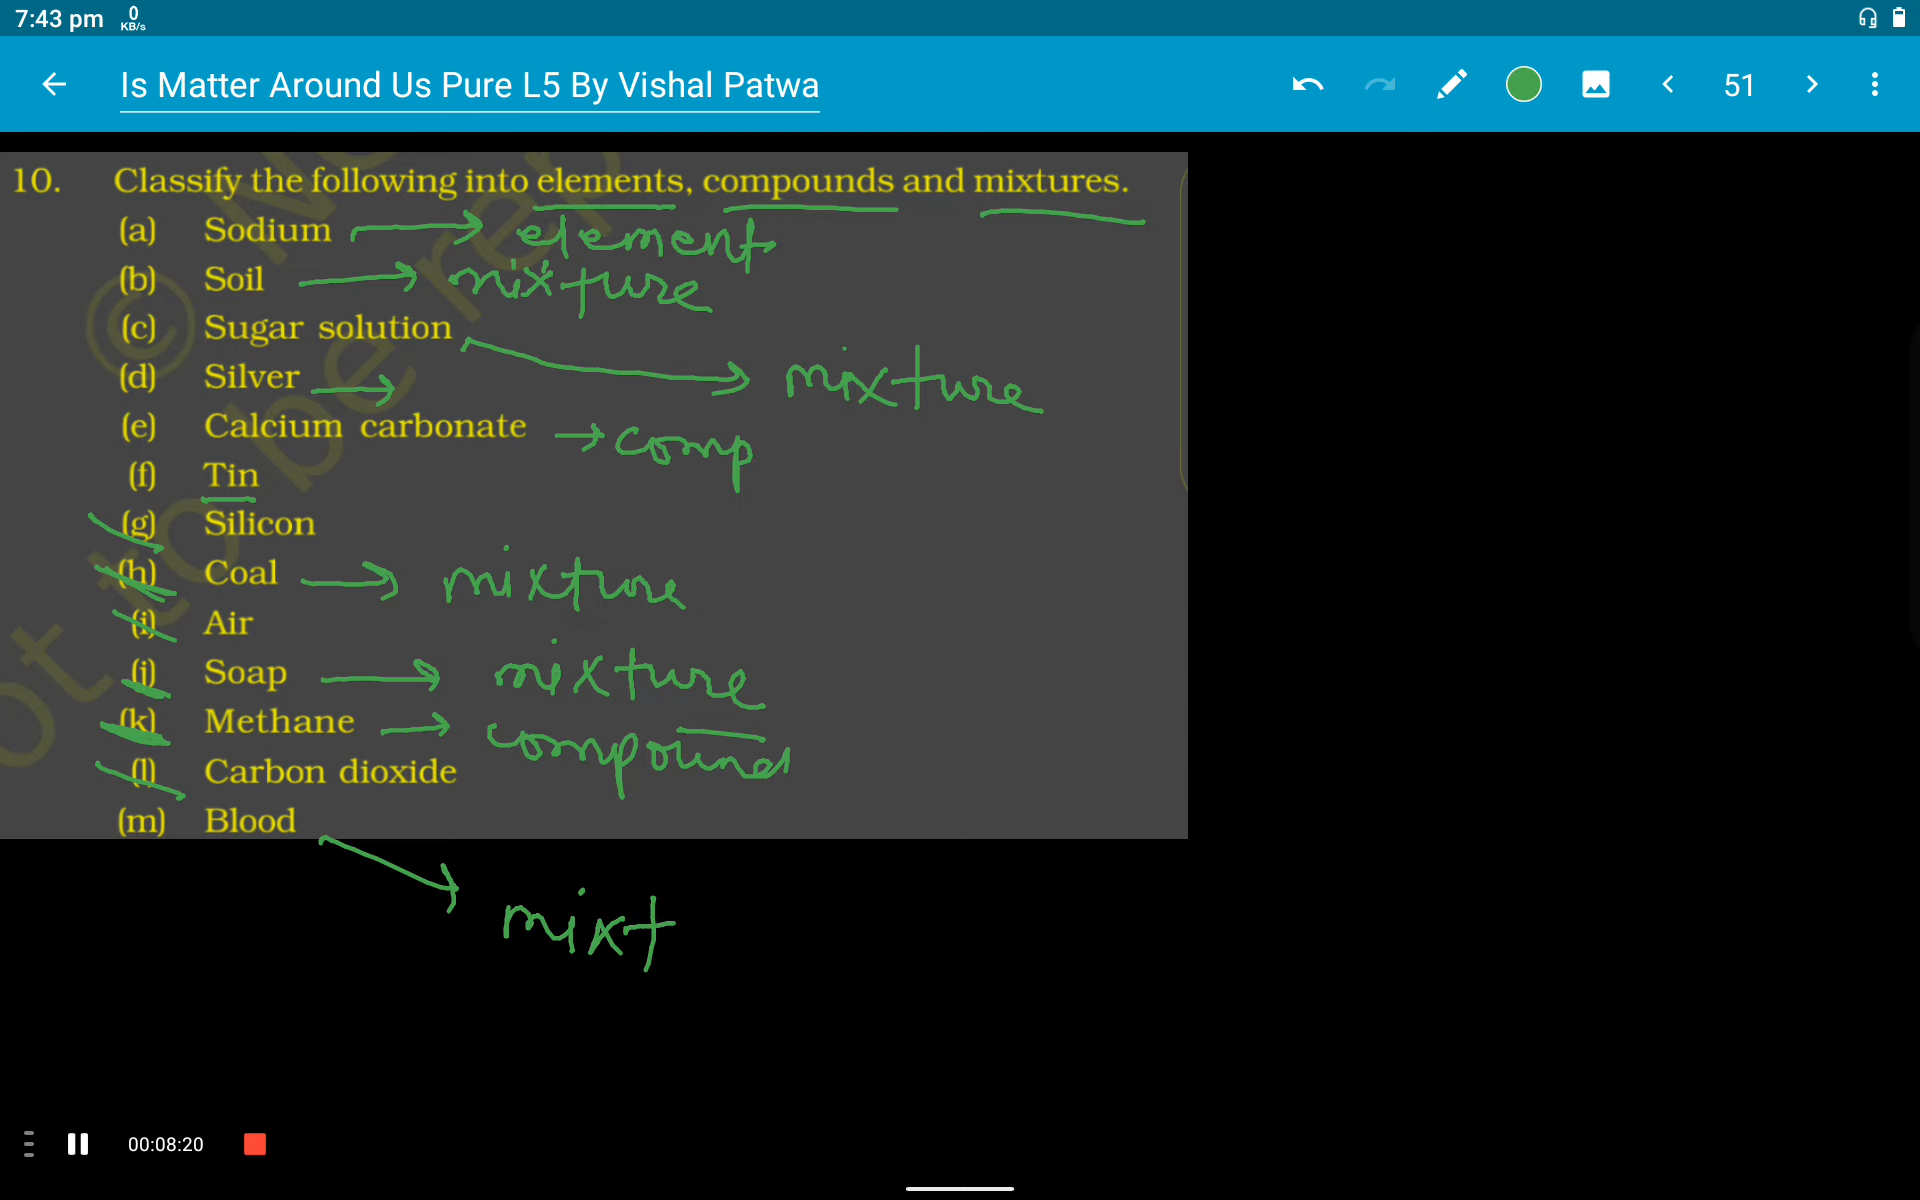 7:43 pm 0 KB/s
Is Matter Around Us Pure L5 By Vishal Patwa 51
10. Classify the following into elements, compounds and mixtures.
(a) Sodium → element
(b) Soil → mixture
(c) Sugar solution → mixture
(d) Silver →
(e) Calcium carbonate → comp
(f) Tin
(g) Silicon
(h) Coal → mixture
(i) Air
(j) Soap → mixture
(k) Methane → compound
(l) Carbon dioxide
(m) Blood → mixt
00:08:20